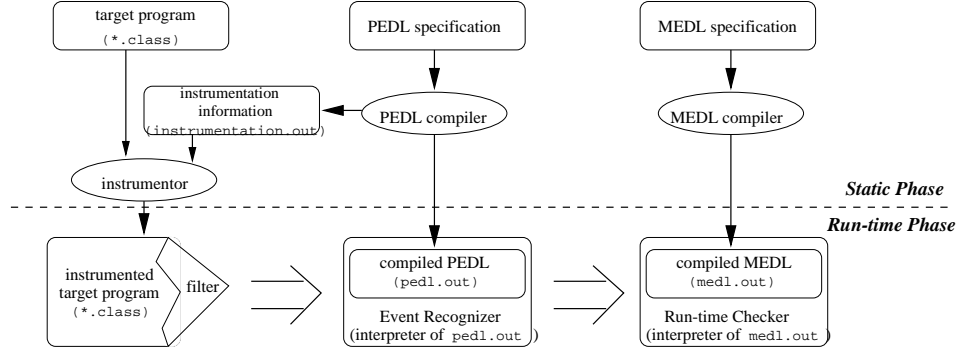 target program
(*.class)
PEDL specification
MEDL specification
instrumentation
information
(instrumentation.out)
PEDL compiler
MEDL compiler
instrumentor
Static Phase
Run-time Phase
instrumented
target program
(*.class)
filter
compiled PEDL
(pedl.out)
Event Recognizer
(interpreter of pedl.out)
compiled MEDL
(medl.out)
Run-time Checker
(interpreter of medl.out)